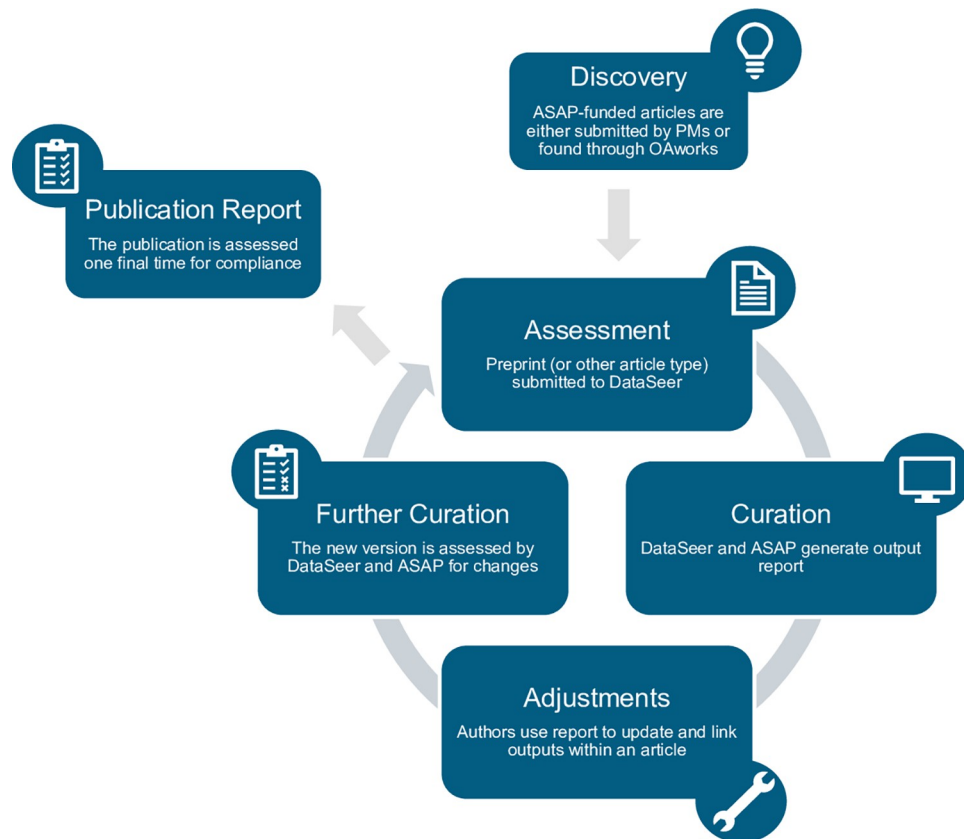 Discovery
ASAP-funded articles are
either submitted by PMs or
found through OAworks
Publication Report
The publication is assessed
one final time for compliance
Assessment
Preprint (or other article type)
submitted to DataSeer
Further Curation
The new version is assessed by
DataSeer and ASAP for changes
Curation
DataSeer and ASAP generate output
report
Adjustments
Authors use report to update and link
outputs within an article